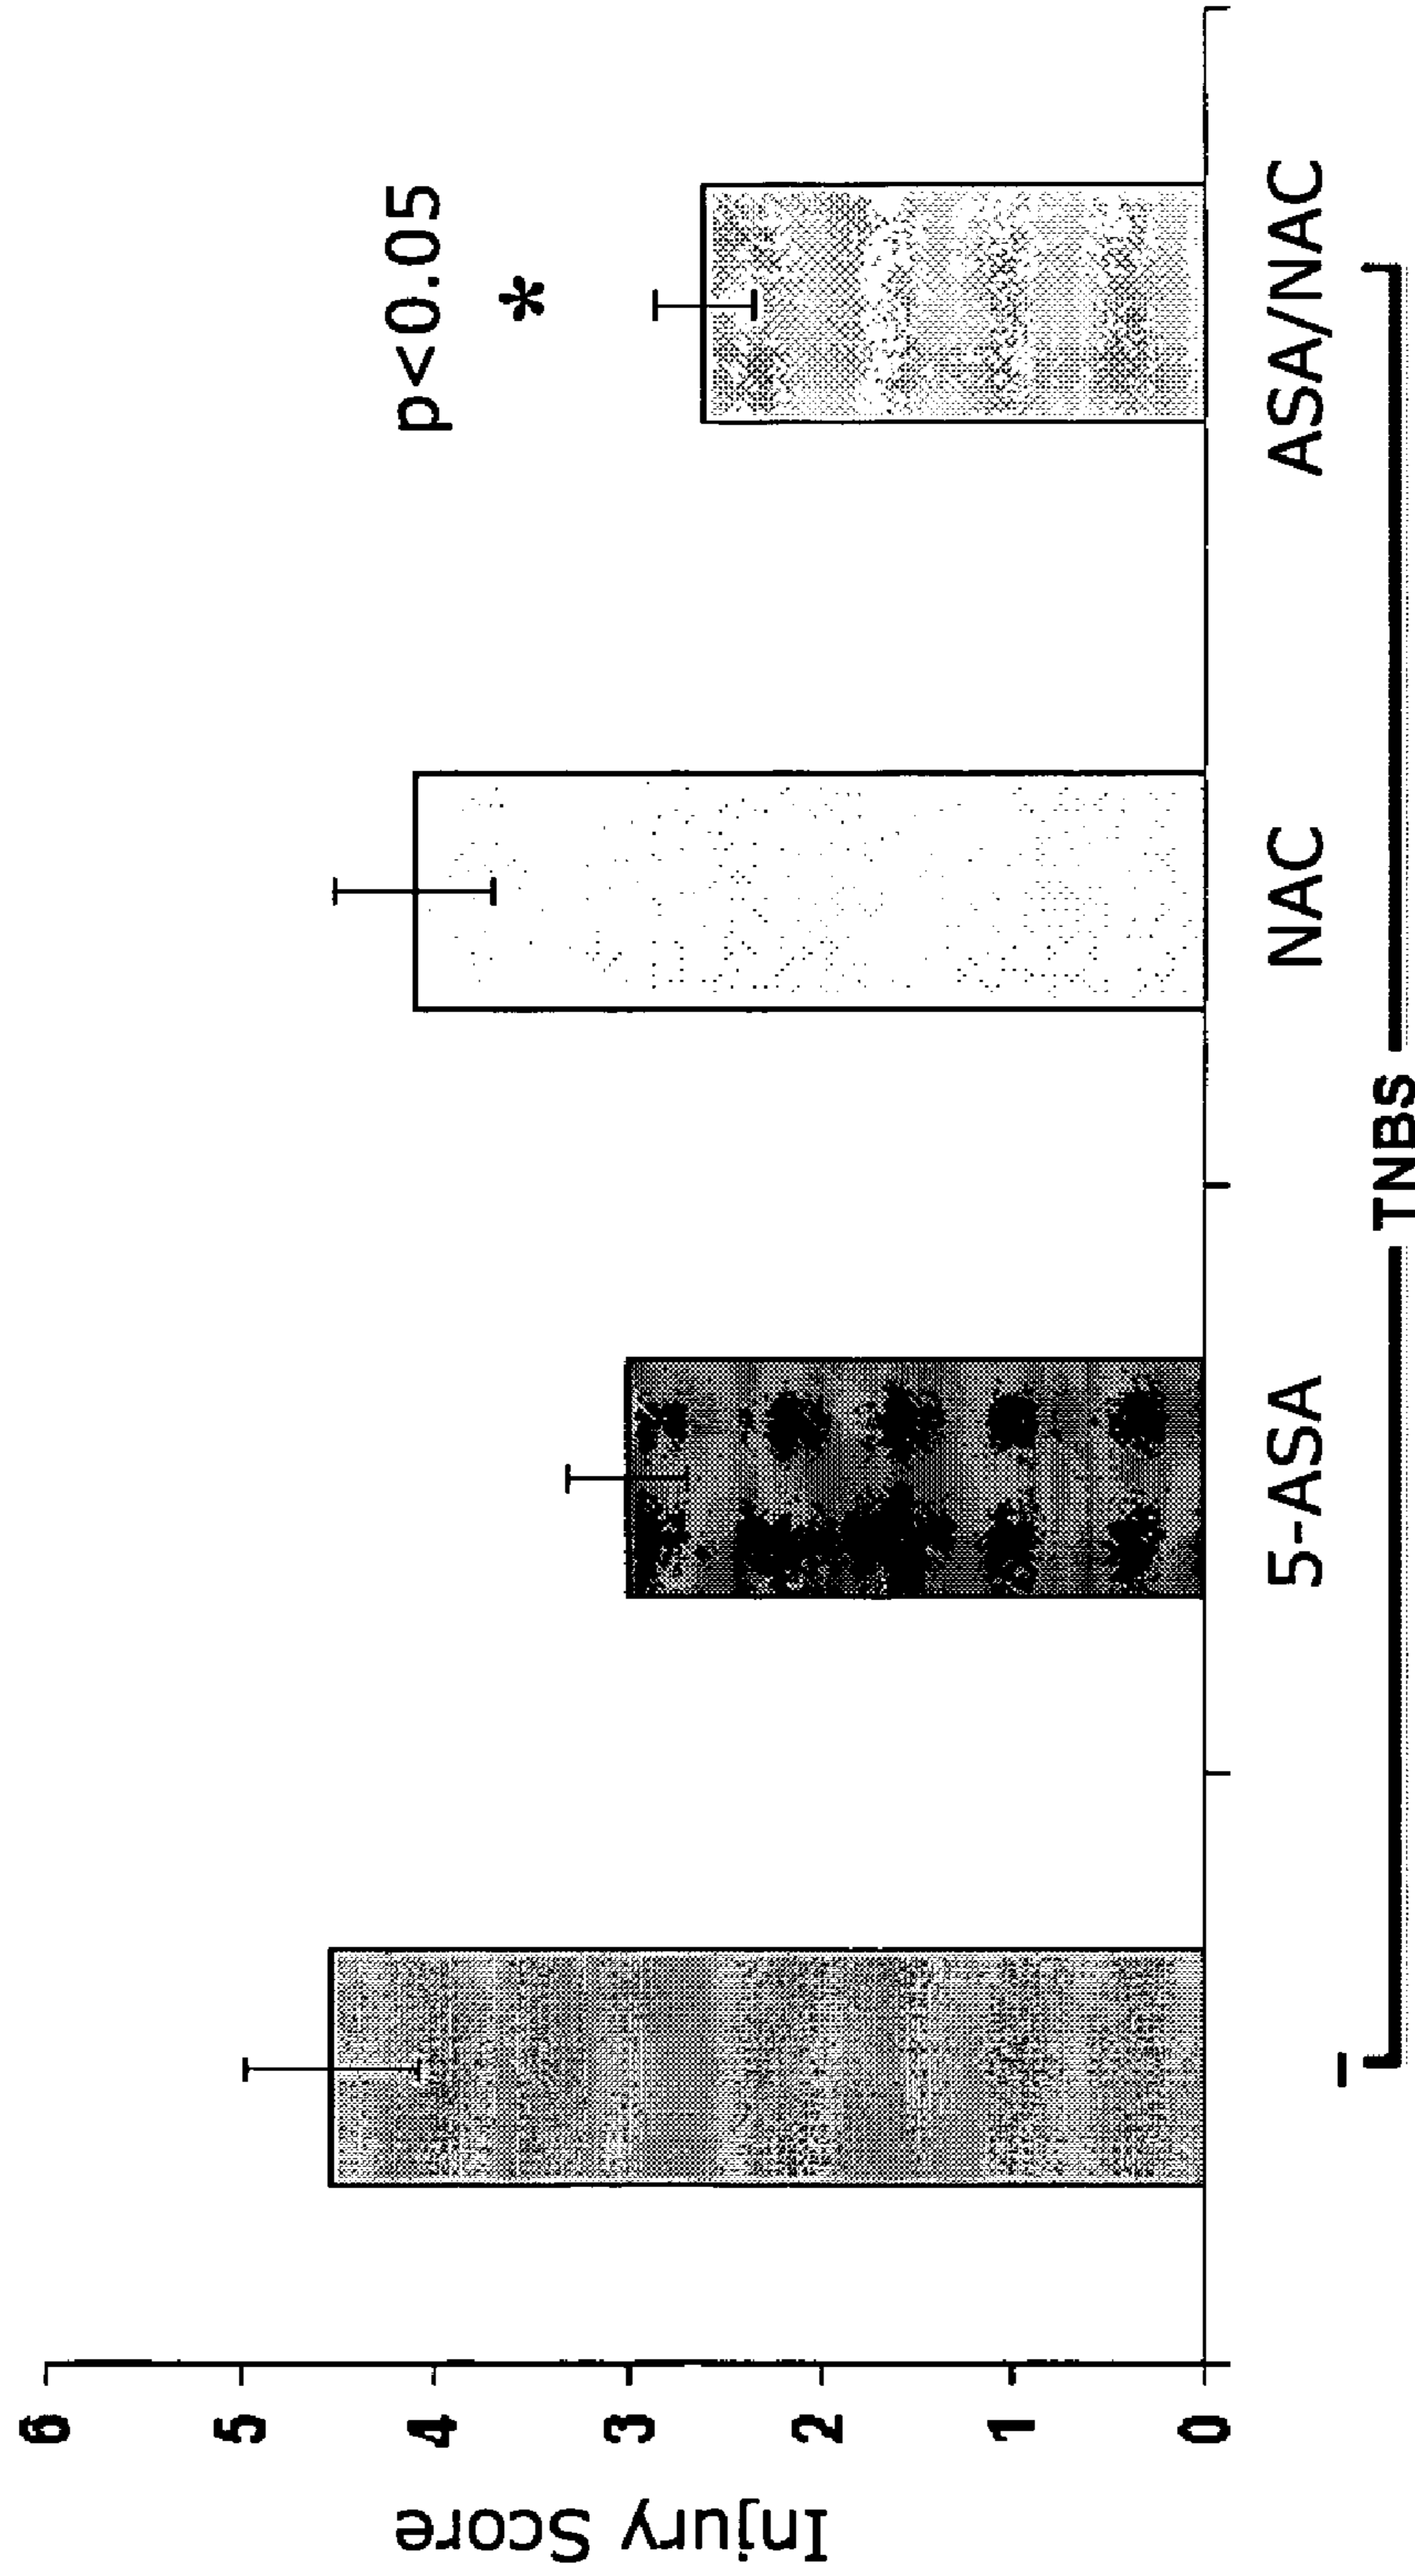 Injury Score
6
5
4
3
2
1
0
p<0.05
*
–
5-ASA
NAC
ASA/NAC
TNBS